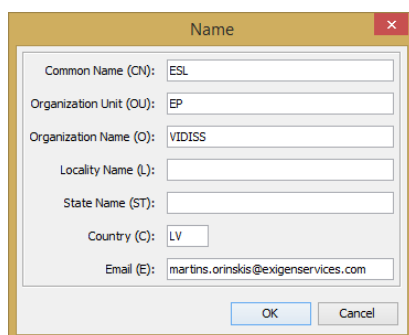 Name
Common Name (CN): ESL
Organization Unit (OU): EP
Organization Name (O): VIDISS
Locality Name (L):
State Name (ST):
Country (C): LV
Email (E): martins.orinskis@exigenservices.com
OK Cancel